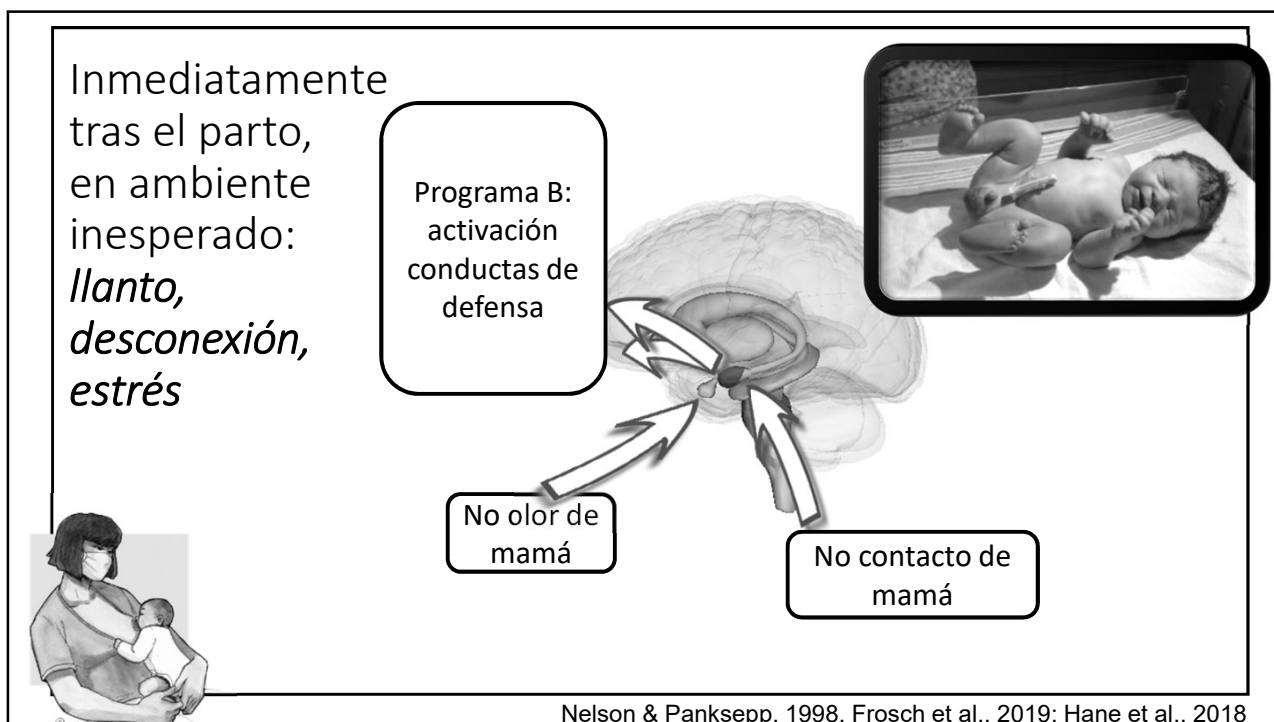 Inmediatamente
tras el parto,
en ambiente
inesperado:
llanto,
desconexión,
estrés
Programa B:
activación
conductas de
defensa
No olor de
mamá
No contacto de
mamá
Nelson & Panksepp, 1998, Frosch et al., 2019; Hane et al., 2018